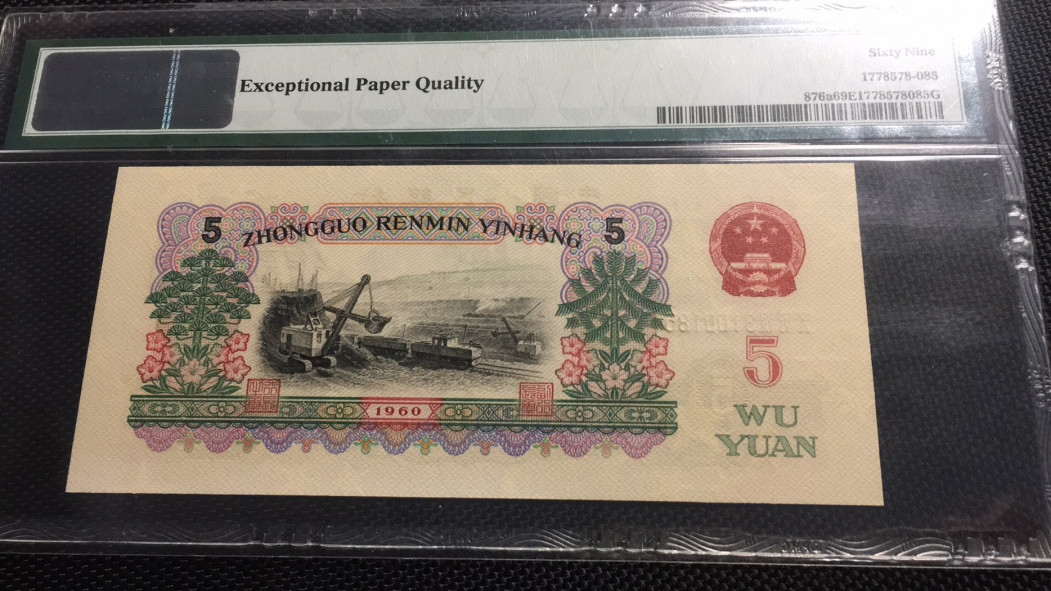 Sixty Nine
Exceptional Paper Quality
1778578-085
876a69E1778578085G
5 ZHONGGUO RENMIN YINHANG 5
1960
5
WU
YUAN